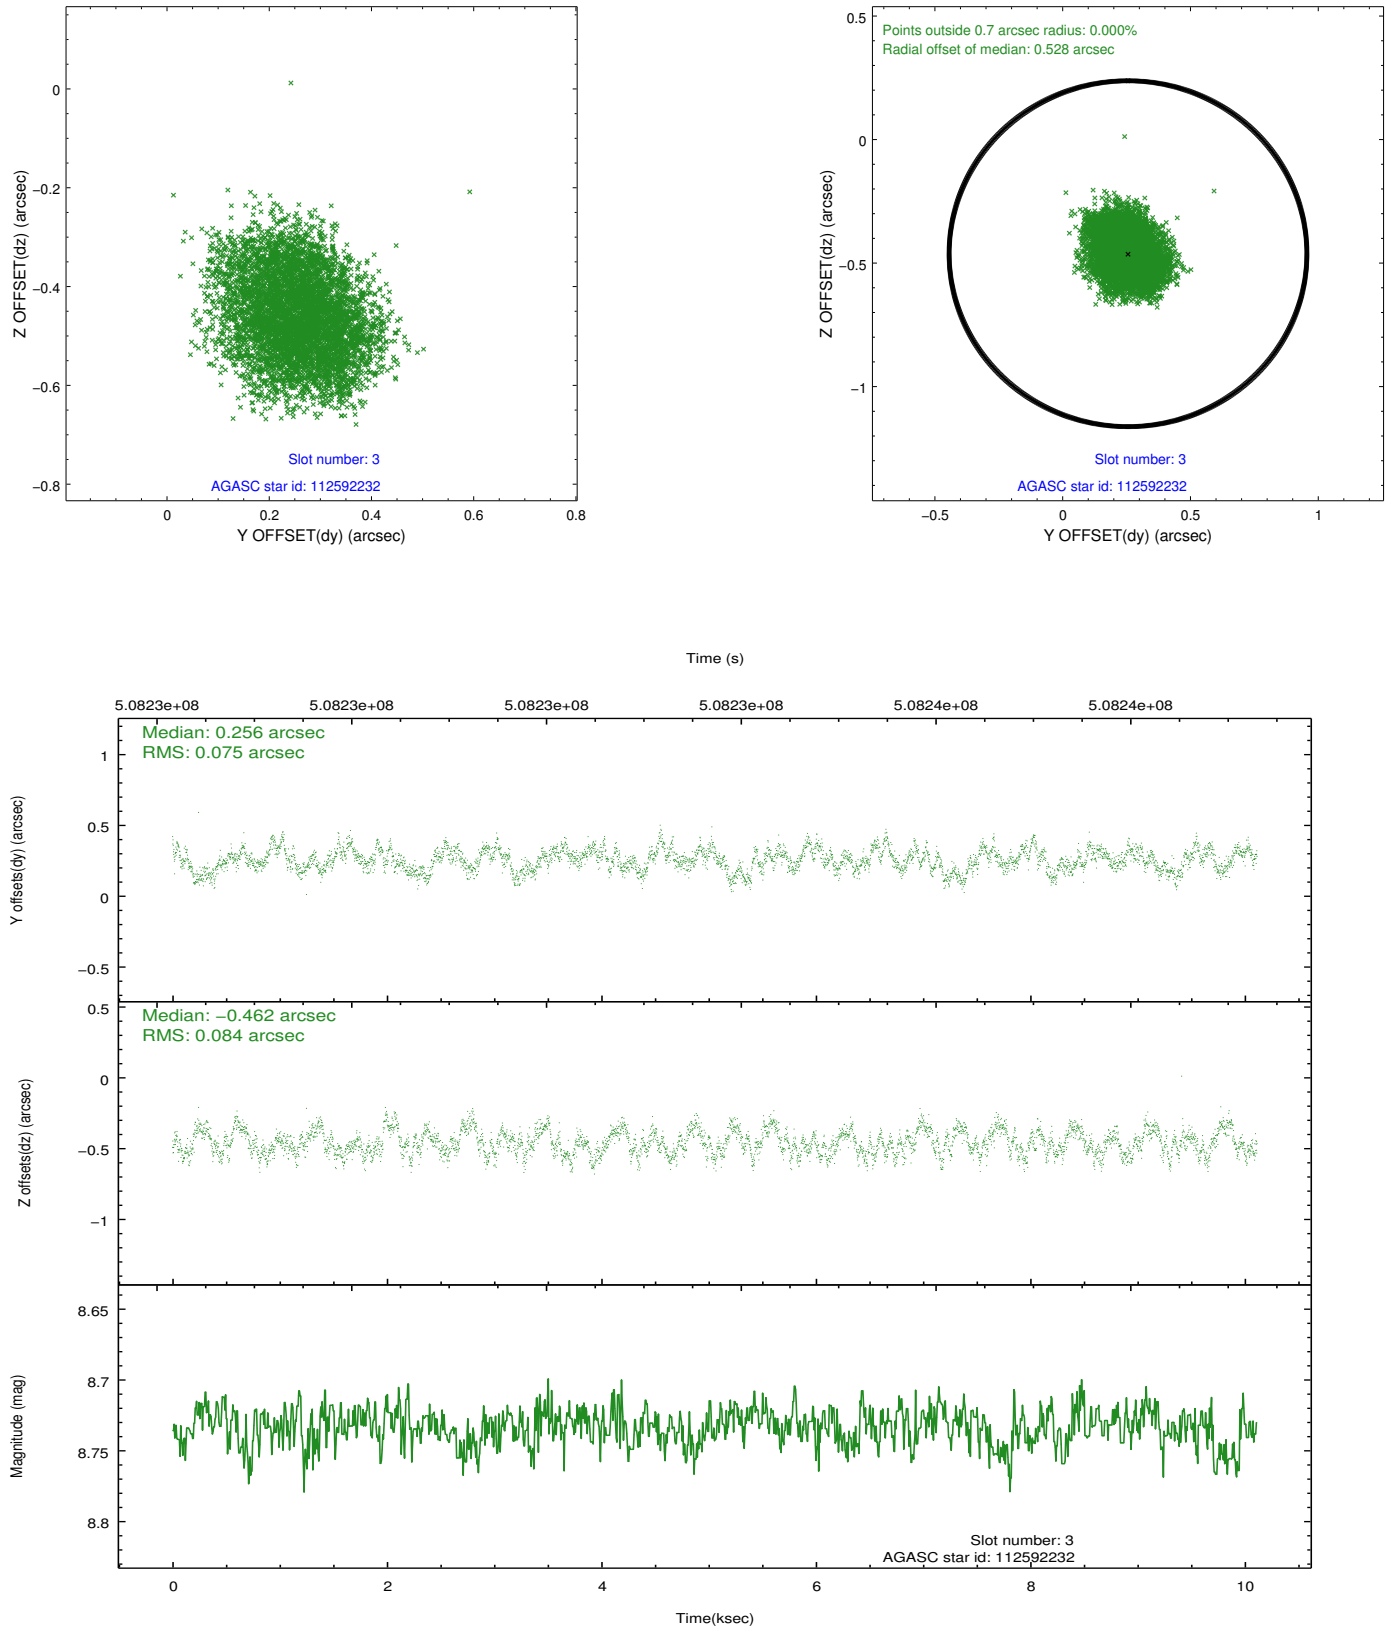 0
−0.2
−0.4
−0.6
−0.8
Z OFFSET(dz) (arcsec)
Slot number: 3
AGASC star id: 112592232
0 0.2 0.4 0.6 0.8
Y OFFSET(dy) (arcsec)
Points outside 0.7 arcsec radius: 0.000%
Radial offset of median: 0.528 arcsec
0.5
0
−0.5
−1
Z OFFSET(dz) (arcsec)
Slot number: 3
AGASC star id: 112592232
−0.5 0 0.5 1
Y OFFSET(dy) (arcsec)
Time (s)
5.0823e+08 5.0823e+08 5.0823e+08 5.0823e+08 5.0824e+08 5.0824e+08
Median: 0.256 arcsec
RMS: 0.075 arcsec
1
0.5
0
−0.5
Y offsets(dy) (arcsec)
Median: −0.462 arcsec
RMS: 0.084 arcsec
0.5
0
−0.5
−1
Z offsets(dz) (arcsec)
8.65
8.7
8.75
8.8
Magnitude (mag)
Slot number: 3
AGASC star id: 112592232
0 2 4 6 8 10
Time(ksec)